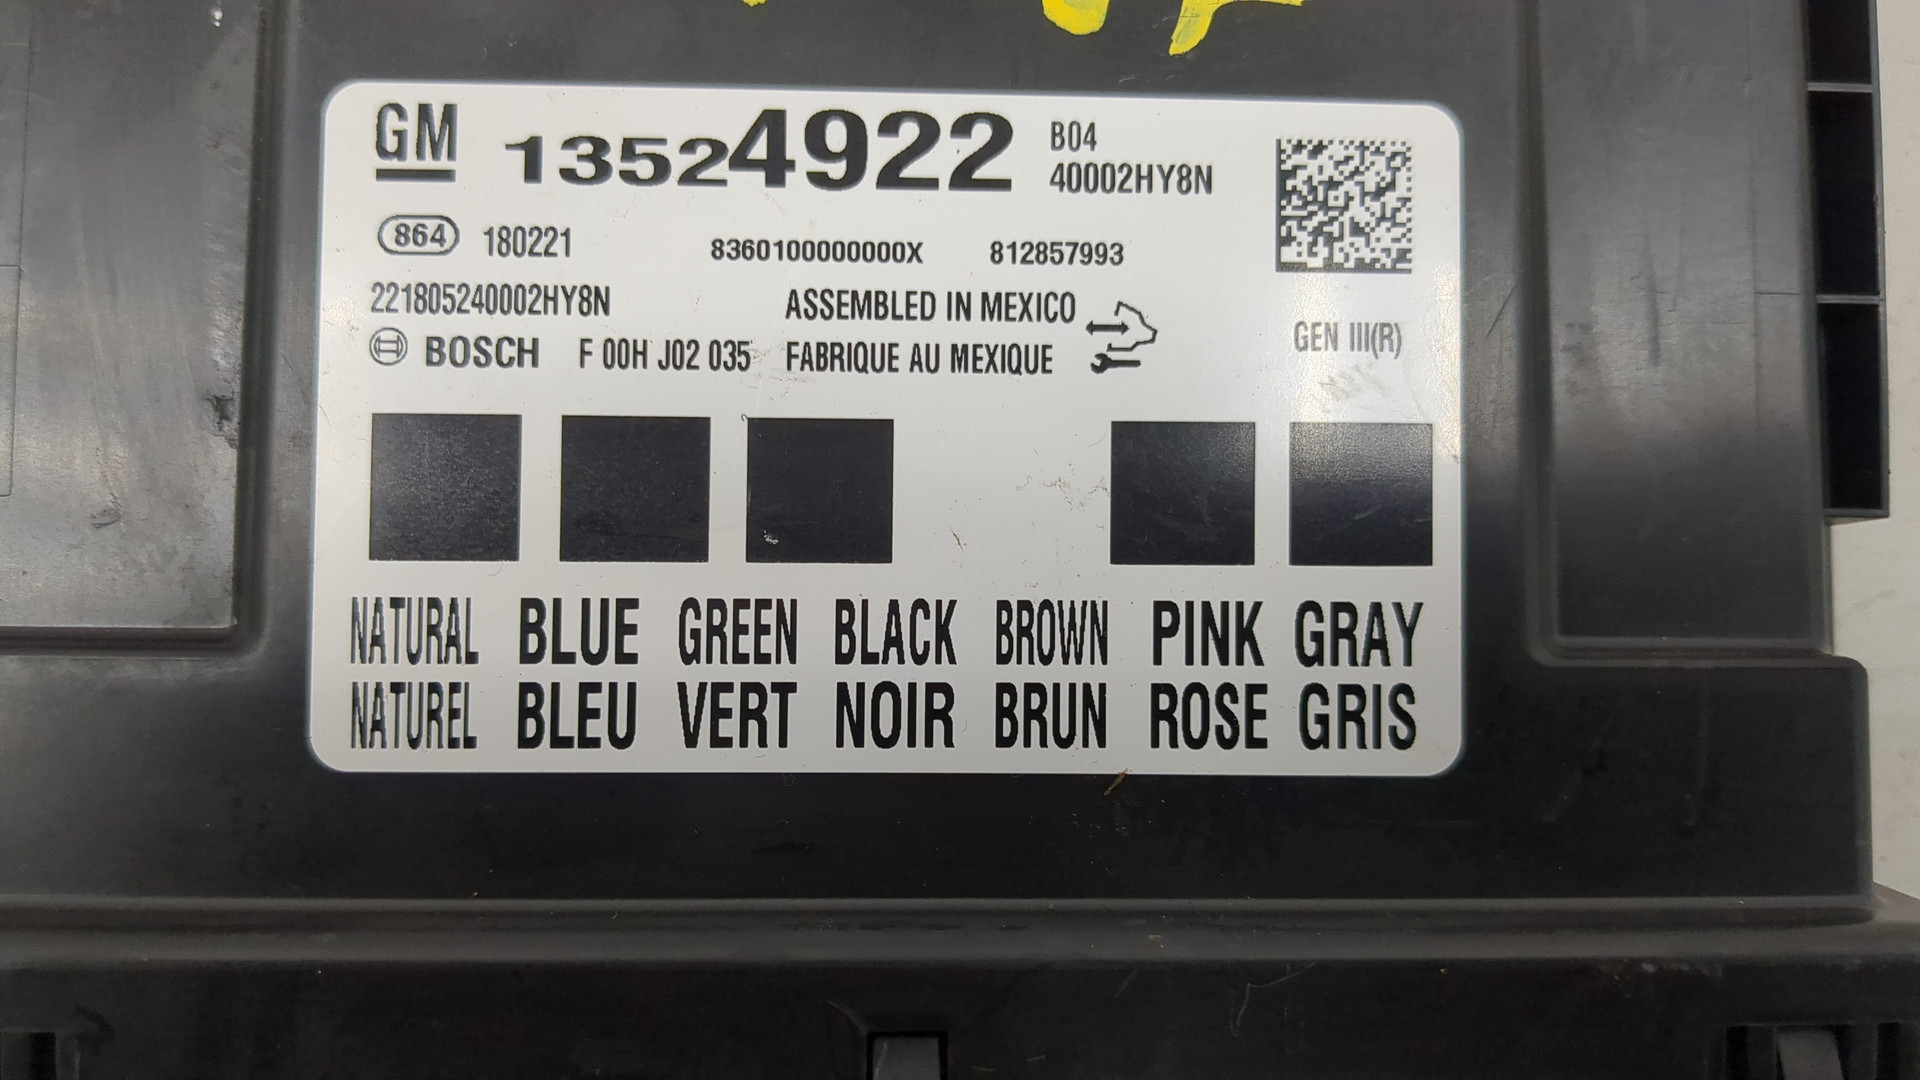 GM 13524922 B04
40002HY8N
864 180221 8360100000000X 812857993
221805240002HY8N ASSEMBLED IN MEXICO
GEN III(R)
BOSCH F 00H J02 035 FABRIQUE AU MEXIQUE
NATURAL BLUE GREEN BLACK BROWN PINK GRAY
NATUREL BLEU VERT NOIR BRUN ROSE GRIS